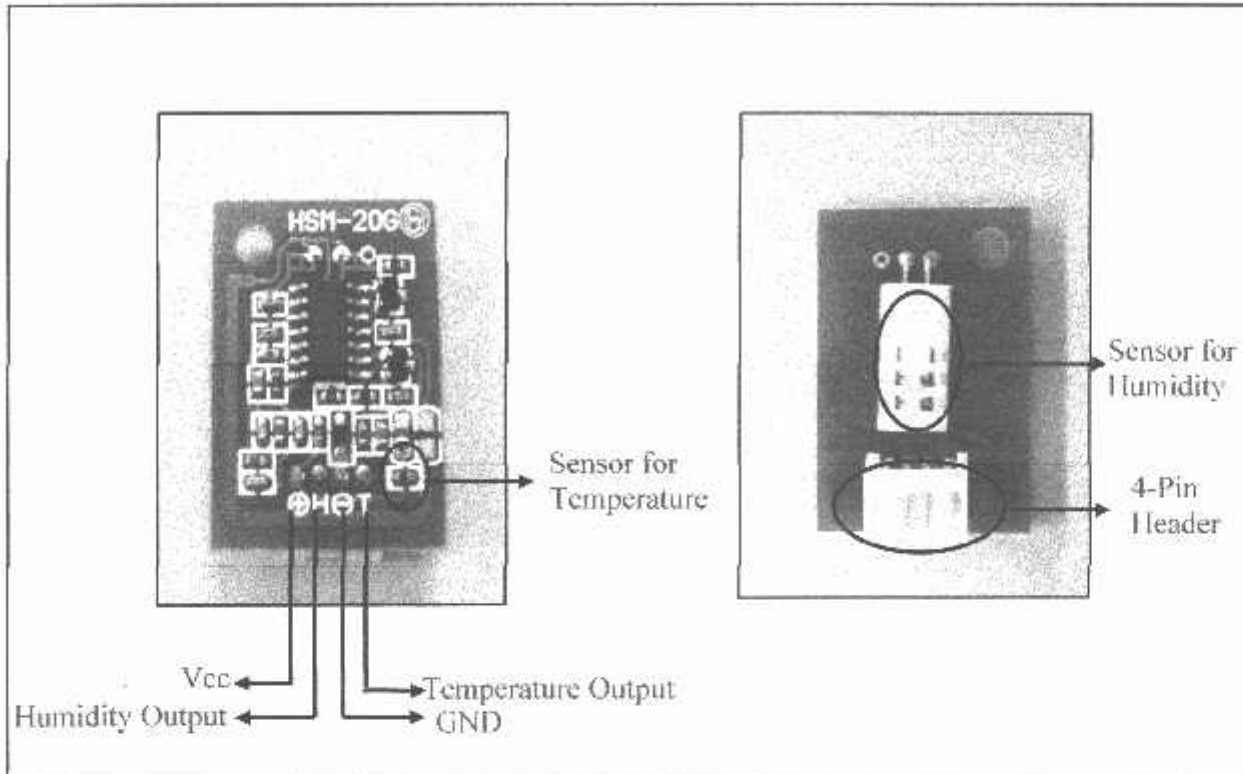 HSM-20G
H
H
T
Sensor for
Temperature
Vcc
Humidity Output
Temperature Output
GND
Sensor for
Humidity
4-Pin
Header